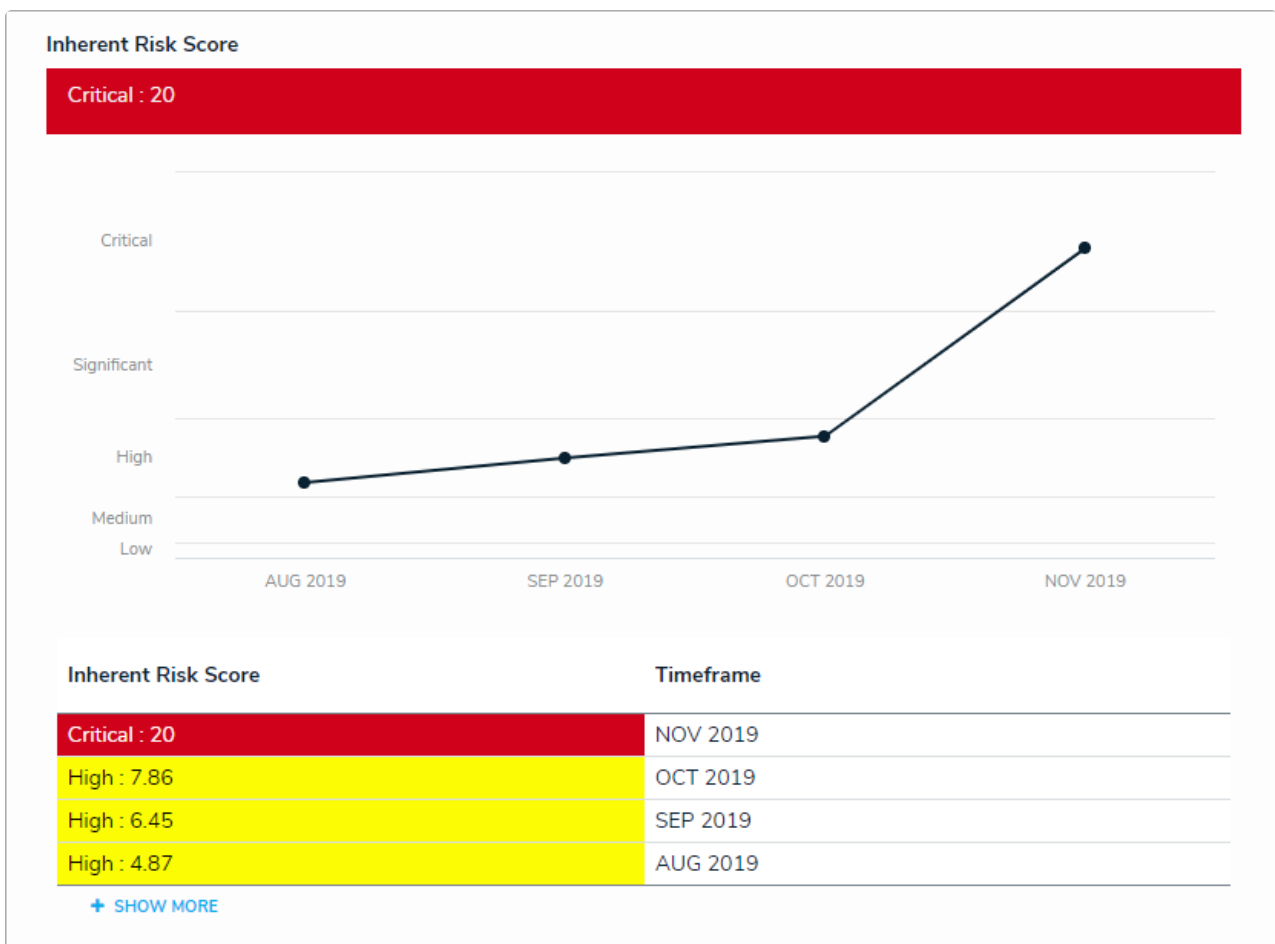 Inherent Risk Score
Critical : 20
Critical
Significant
High
Medium
Low
AUG 2019 SEP 2019 OCT 2019 NOV 2019
Inherent Risk Score Timeframe
Critical : 20 NOV 2019
High : 7.86 OCT 2019
High : 6.45 SEP 2019
High : 4.87 AUG 2019
+ SHOW MORE